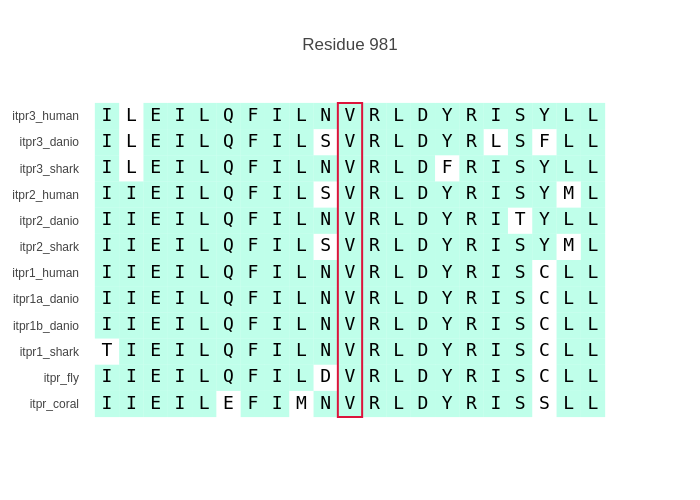 Residue 981
itpr3_human I L E I L Q F I L N V R L D Y R I S Y L L
itpr3_danio I L E I L Q F I L S V R L D Y R L S F L L
itpr3_shark I L E I L Q F I L N V R L D F R I S Y L L
itpr2_human I I E I L Q F I L S V R L D Y R I S Y M L
itpr2_danio I I E I L Q F I L N V R L D Y R I T Y L L
itpr2_shark I I E I L Q F I L S V R L D Y R I S Y M L
itpr1_human I I E I L Q F I L N V R L D Y R I S C L L
itpr1a_danio I I E I L Q F I L N V R L D Y R I S C L L
itpr1b_danio I I E I L Q F I L N V R L D Y R I S C L L
itpr1_shark T I E I L Q F I L N V R L D Y R I S C L L
itpr_fly I I E I L Q F I L D V R L D Y R I S C L L
itpr_coral I I E I L E F I M N V R L D Y R I S S L L